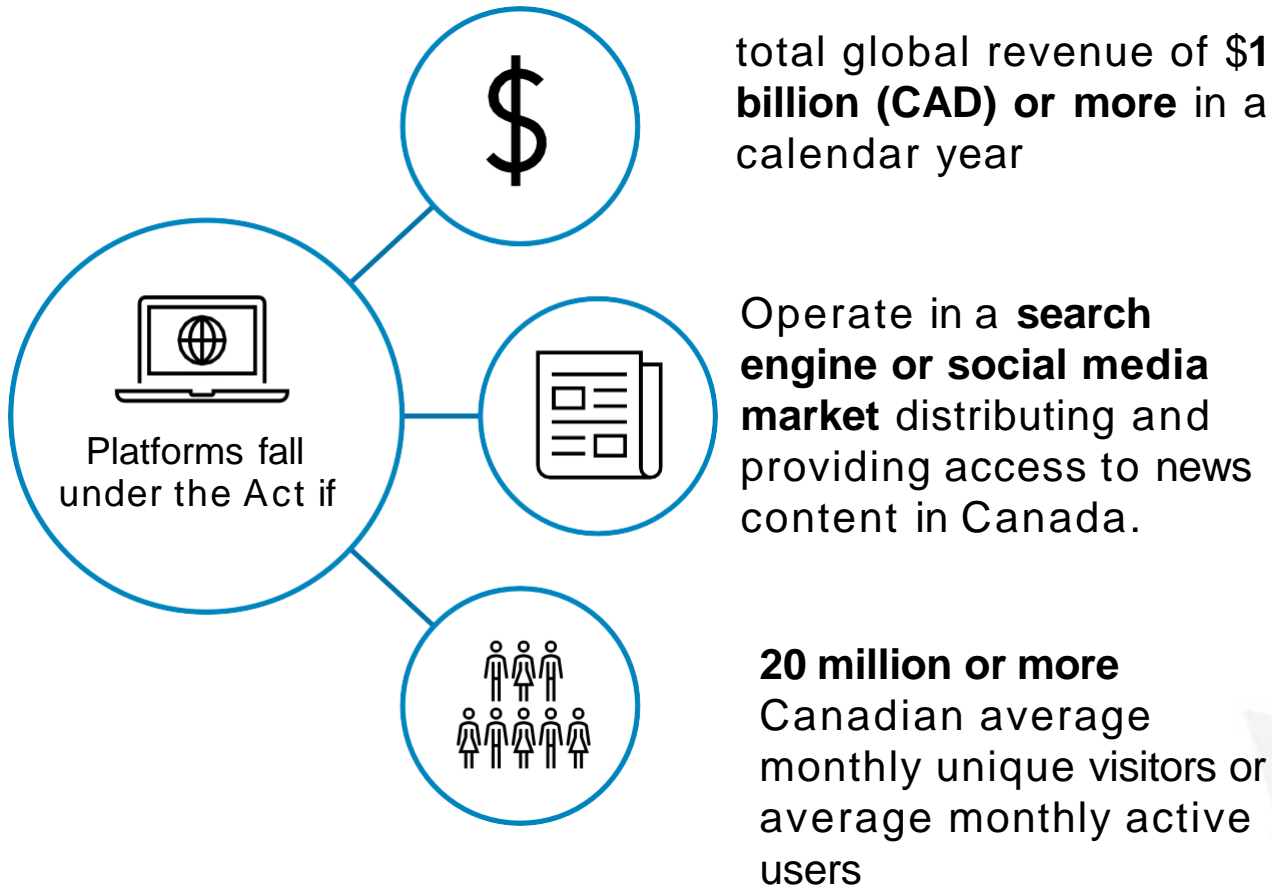 total global revenue of $1
billion (CAD) or more in a
calendar year
Platforms fall
under the Act if
Operate in a search
engine or social media
market distributing and
providing access to news
content in Canada.
20 million or more
Canadian average
monthly unique visitors or
average monthly active
users